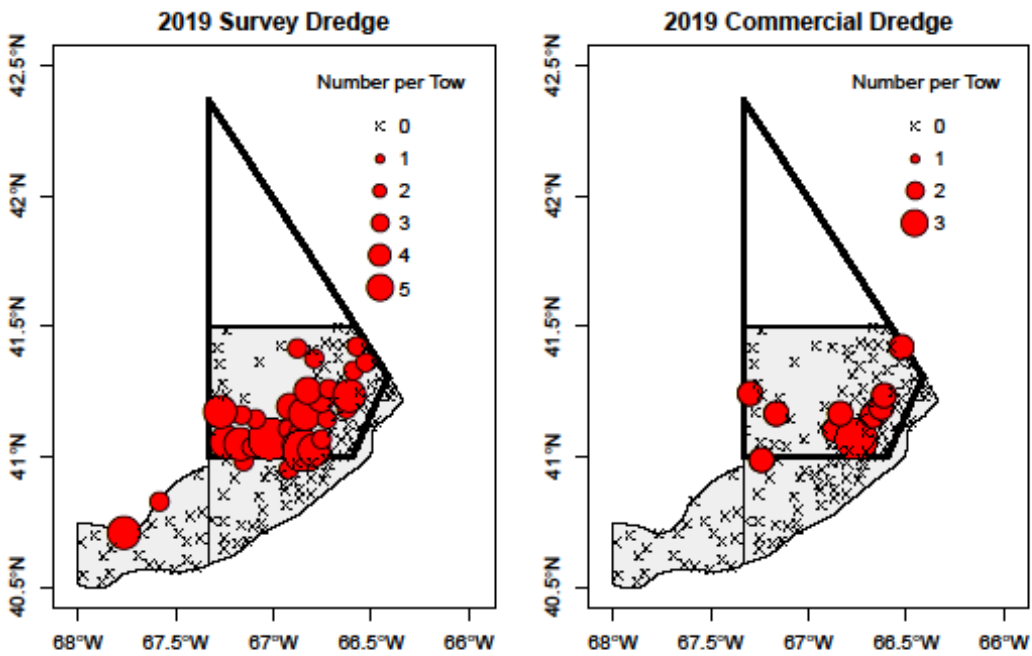 2019 Survey Dredge
42.5°N
42°N
41.5°N
41°N
40.5°N
Number per Tow
0
1
2
3
4
5
68°W 67.5°W 67°W 66.5°W 66°W
2019 Commercial Dredge
42.5°N
42°N
41.5°N
41°N
40.5°N
Number per Tow
0
1
2
3
68°W 67.5°W 67°W 66.5°W 66°W